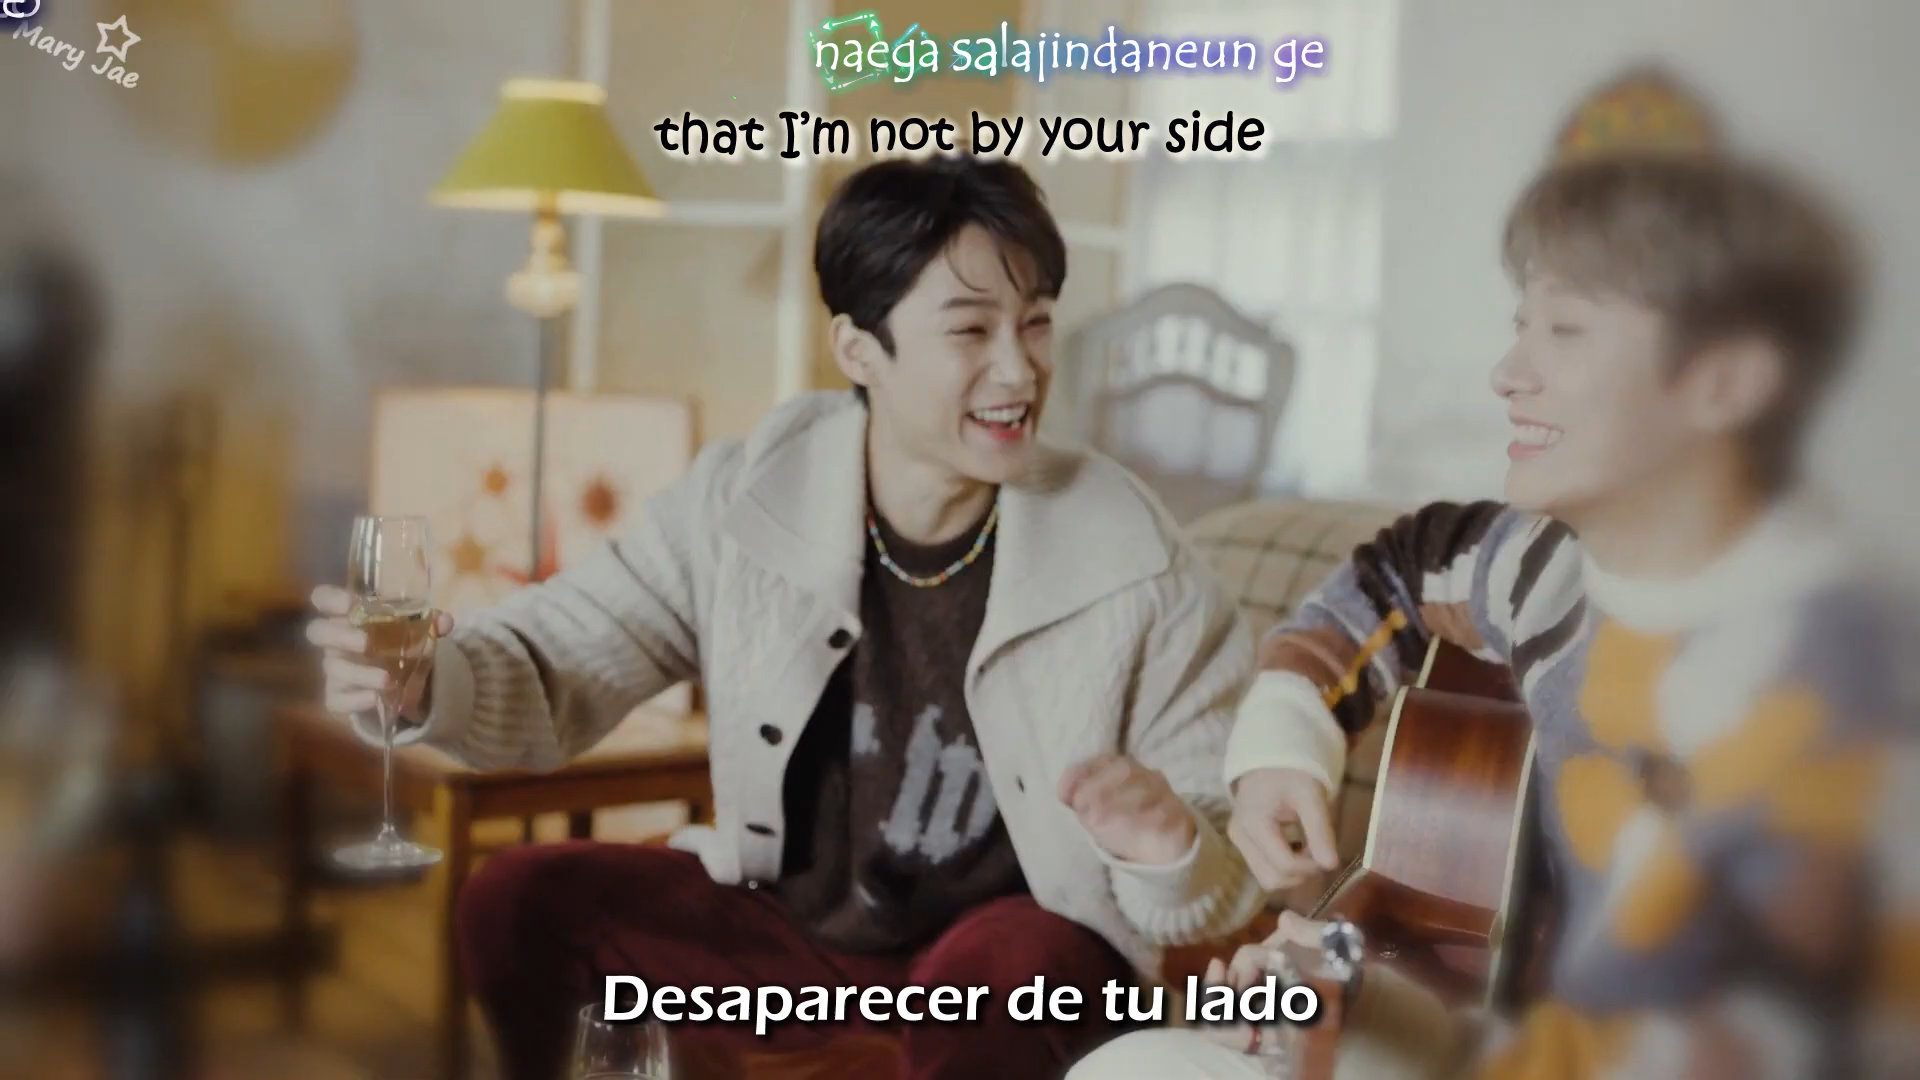 Mary Jae
naega salajindaneun ge
that I'm not by your side
Desaparecer de tu lado